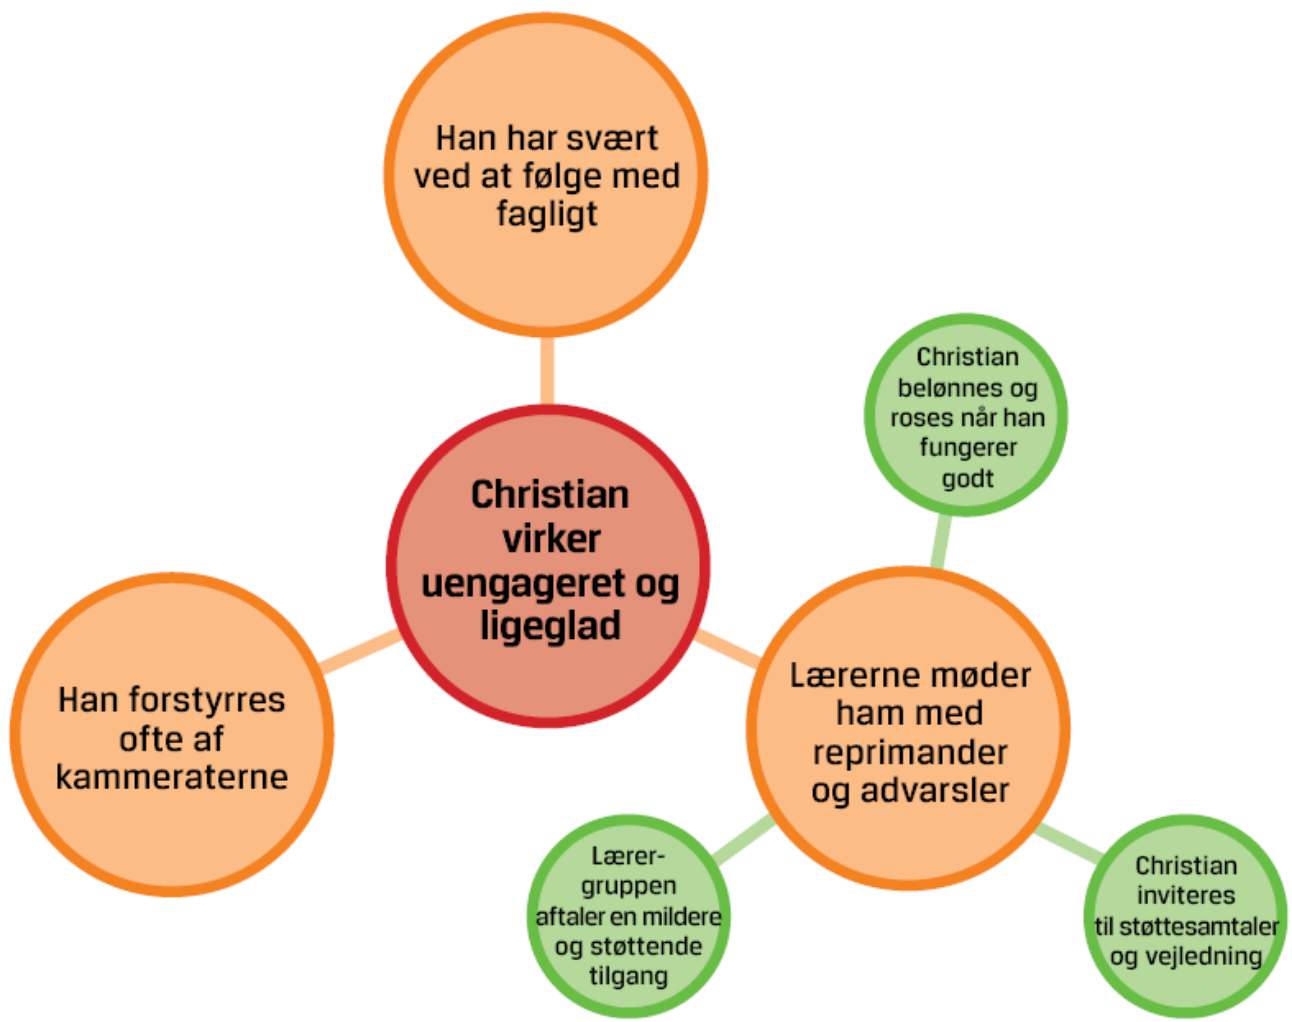 Han har svært
ved at følge med
fagligt
Christian
belønnes og
roses når han
fungerer
godt
Christian
virker
uengageret og
ligeglad
Han forstyrres
ofte af
kammeraterne
Lærerne møder
ham med
reprimander
og advarsler
Lærer-
gruppen
aftaler en mildere
og støttende
tilgang
Christian
inviteres
til støttesamtaler
og vejledning